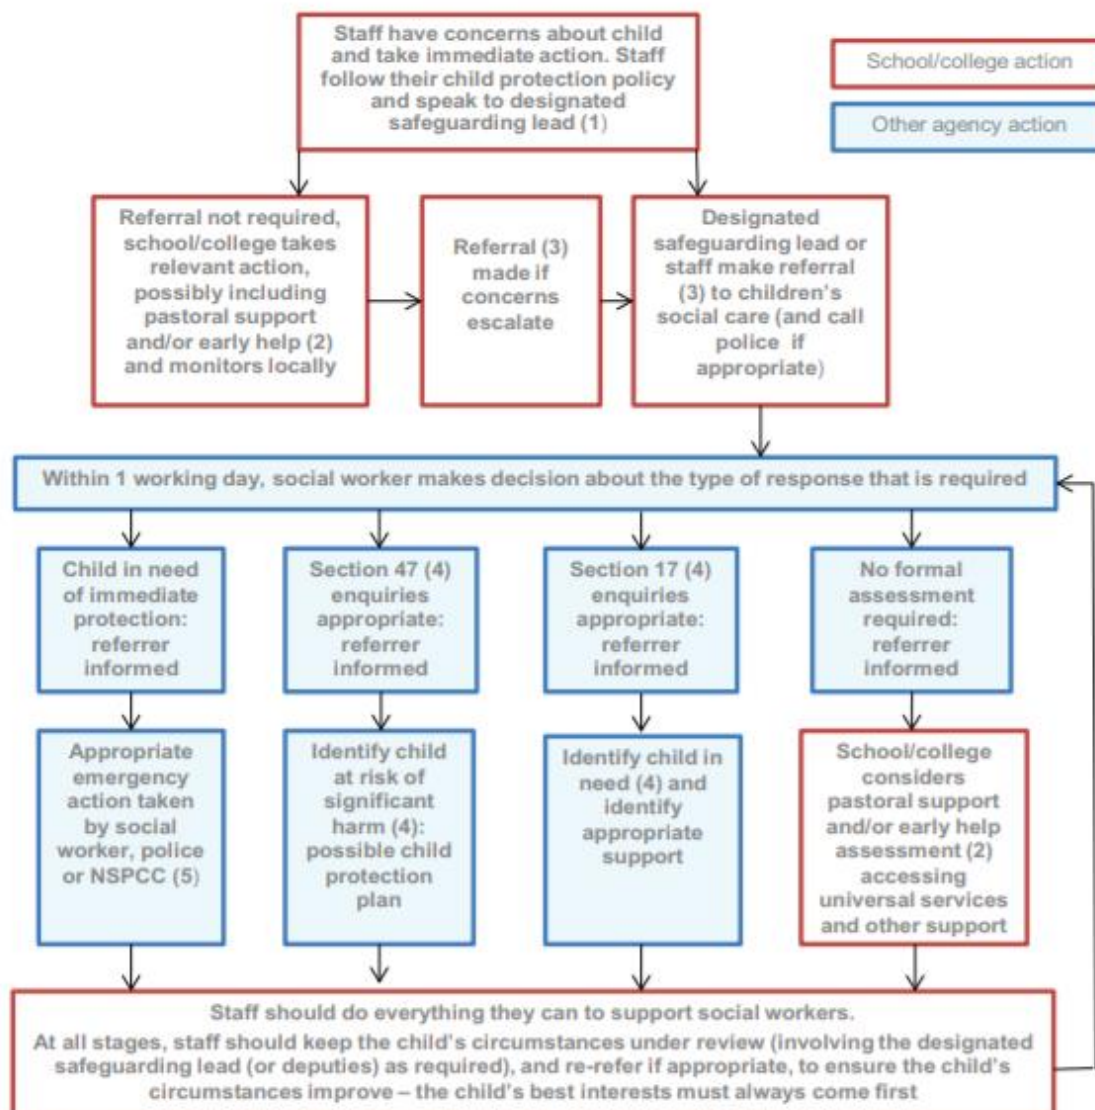 Staff have concerns about child
and take immediate action. Staff
follow their child protection policy
and speak to designated
safeguarding lead (1)
School/college action
Other agency action
Referral not required,
school/college takes
relevant action,
possibly including
pastoral support
and/or early help (2)
and monitors locally
Referral (3)
made if
concerns
escalate
Designated
safeguarding lead or
staff make referral
(3) to children's
social care (and call
police if
appropriate)
Within 1 working day, social worker makes decision about the type of response that is required
Child in need
of immediate
protection:
referrer
informed
Section 47 (4)
enquiries
appropriate:
referrer
informed
Section 17 (4)
enquiries
appropriate:
referrer
informed
No formal
assessment
required:
referrer
informed
Appropriate
emergency
action taken
by social
worker, police
or NSPCC (5)
Identify child
at risk of
significant
harm (4):
possible child
protection
plan
Identify child in
need (4) and
identify
appropriate
support
School/college
considers
pastoral support
and/or early help
assessment (2)
accessing
universal services
and other support
Staff should do everything they can to support social workers.
At all stages, staff should keep the child's circumstances under review (involving the designated
safeguarding lead (or deputies) as required), and re-refer if appropriate, to ensure the child's
circumstances improve – the child's best interests must always come first